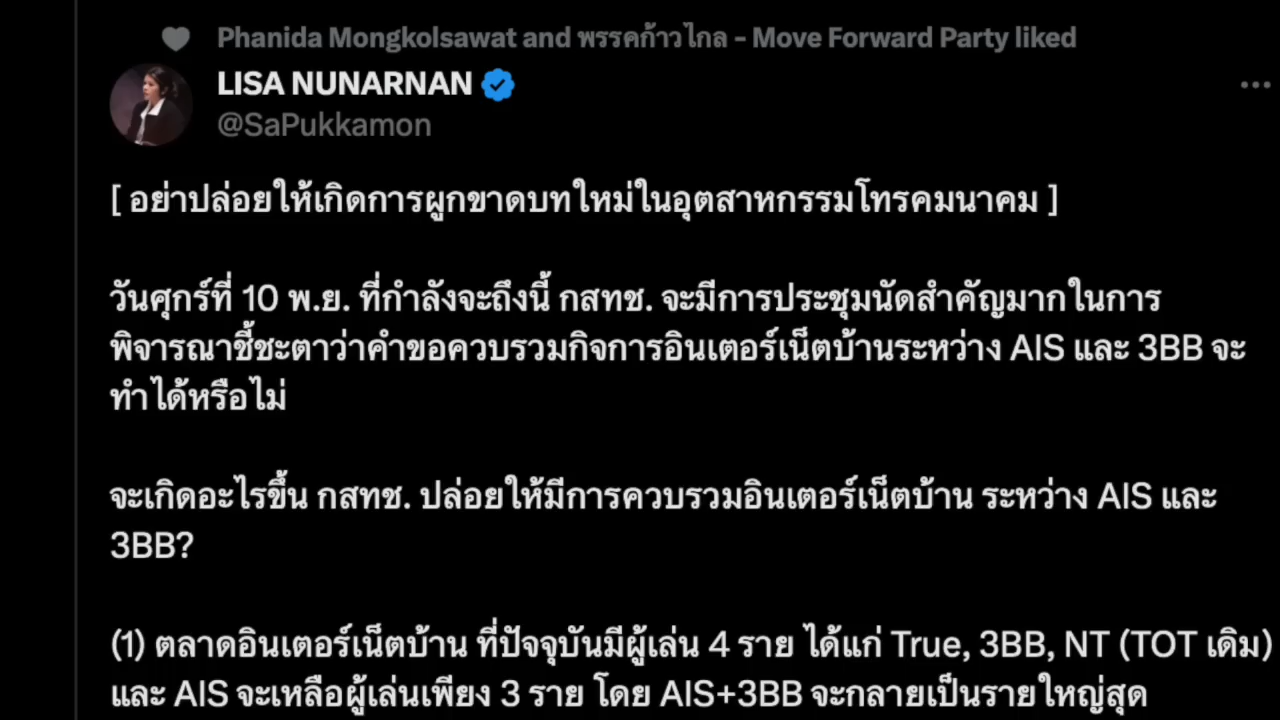 Phanida Mongkolsawat and พรรคก้าวไกล - Move Forward Party liked
LISA NUNARNAN
@SaPukkamon
[ อย่าปล่อยให้เกิดการผูกขาดบทใหม่ในอุตสาหกรรมโทรคมนาคม ]
วันศุกร์ที่ 10 พ.ย. ที่กำลังจะถึงนี้ กสทช. จะมีการประชุมนัดสำคัญมากในการ
พิจารณาชี้ชะตาว่าคำขอควบรวมกิจการอินเตอร์เน็ตบ้านระหว่าง AIS และ 3BB จะ
ทำได้หรือไม่
จะเกิดอะไรขึ้น กสทช. ปล่อยให้มีการควบรวมอินเตอร์เน็ตบ้าน ระหว่าง AIS และ
3BB?
(1) ตลาดอินเตอร์เน็ตบ้าน ที่ปัจจุบันมีผู้เล่น 4 ราย ได้แก่ True, 3BB, NT (TOT เดิม)
และ AIS จะเหลือผู้เล่นเพียง 3 ราย โดย AIS+3BB จะกลายเป็นรายใหญ่สุด